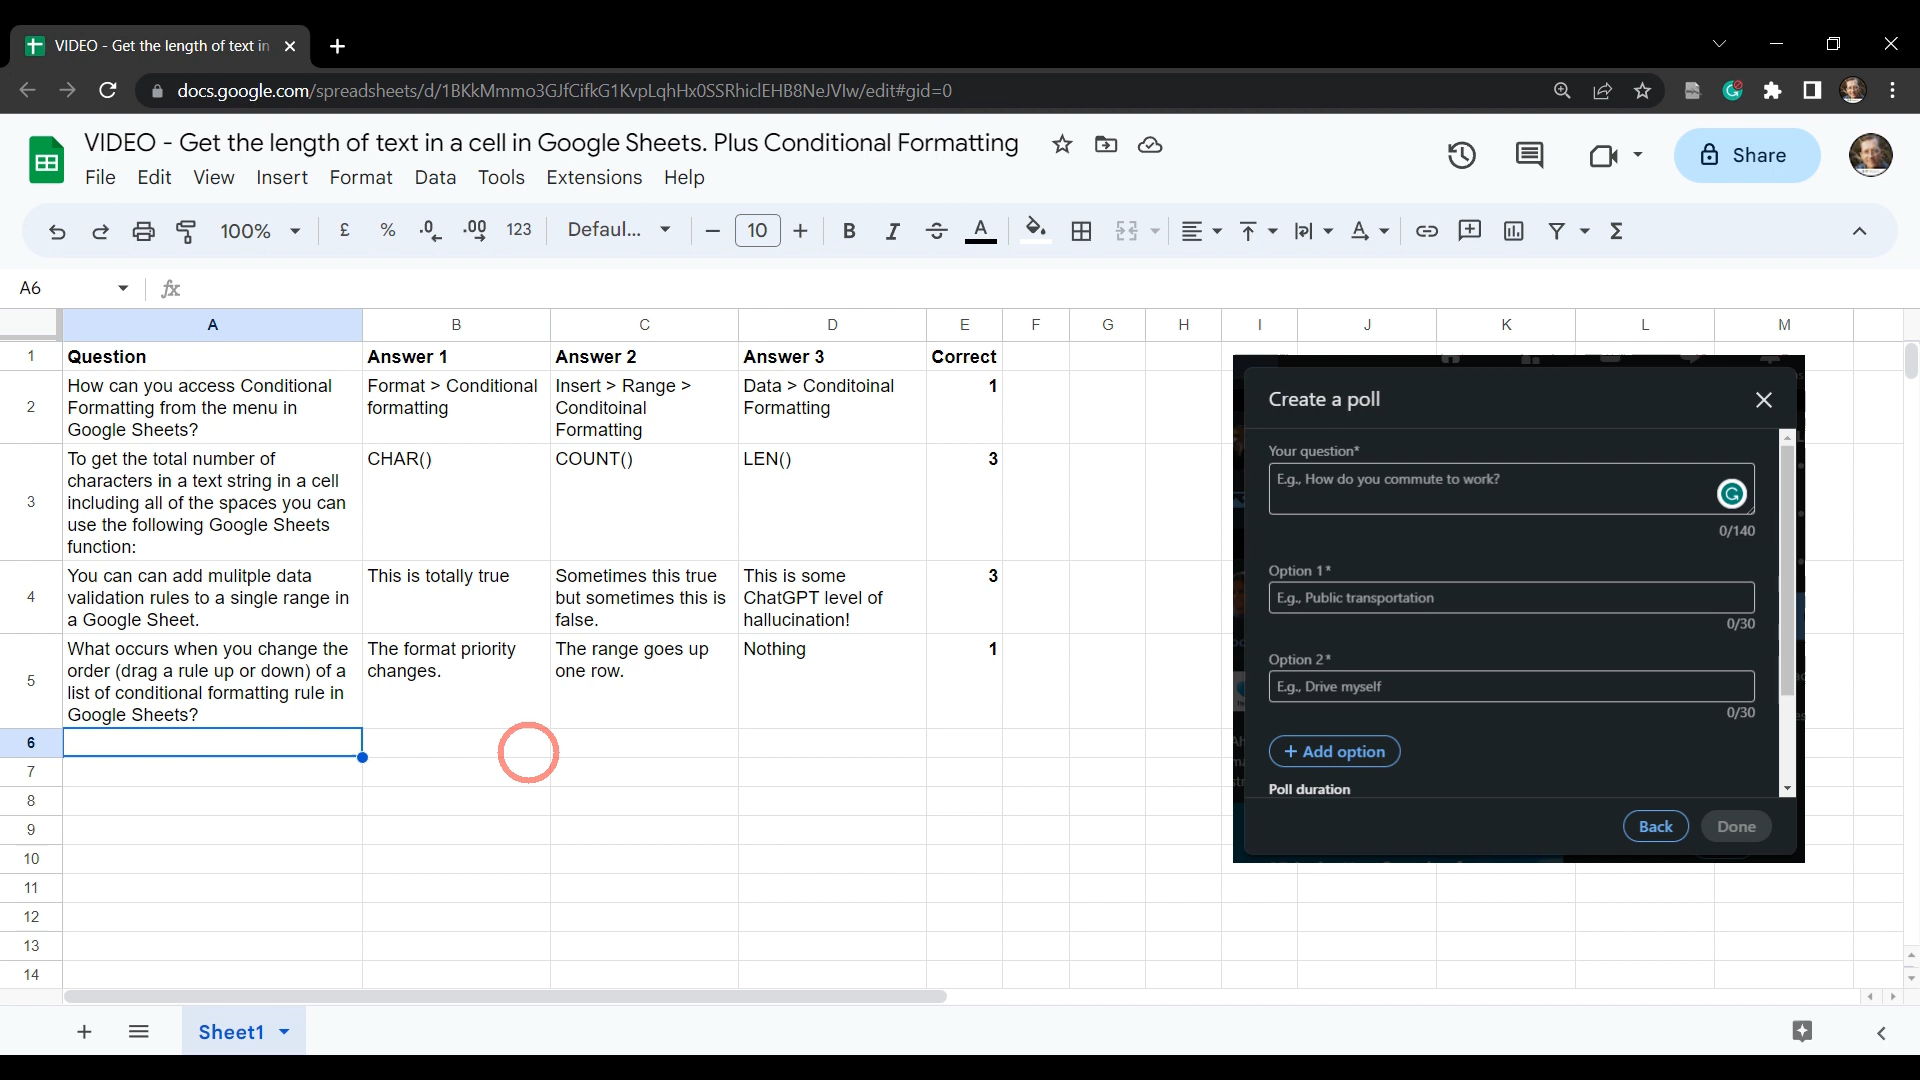 VIDEO - Get the length of text in
docs.google.com/spreadsheets/d/1BKkMmmo3GJfCifkG1KvpLqhHx0SSRhiclEHB8NeJVIw/edit#gid=0
VIDEO - Get the length of text in a cell in Google Sheets. Plus Conditional Formatting
File Edit View Insert Format Data Tools Extensions Help
Share
100% £ % .0 .00 123 Defaul... 10 B I A
A6 fx
A B C D E F G H I J K L M
1 Question Answer 1 Answer 2 Answer 3 Correct
2
How can you access Conditional
Formatting from the menu in
Google Sheets?
Format > Conditional
formatting
Insert > Range >
Conditoinal
Formatting
Data > Conditoinal
Formatting
1
3
To get the total number of
characters in a text string in a cell
including all of the spaces you can
use the following Google Sheets
function:
CHAR()
COUNT()
LEN()
3
4
You can can add mulitple data
validation rules to a single range in
a Google Sheet.
This is totally true
Sometimes this true
but sometimes this is
false.
This is some
ChatGPT level of
hallucination!
3
5
What occurs when you change the
order (drag a rule up or down) of a
list of conditional formatting rule in
Google Sheets?
The format priority
changes.
The range goes up
one row.
Nothing
1
6
7
8
9
10
11
12
13
14
Create a poll
Your question*
E.g., How do you commute to work?
0/140
Option 1*
E.g., Public transportation
0/30
Option 2*
E.g., Drive myself
0/30
+ Add option
Poll duration
Back Done
Sheet1